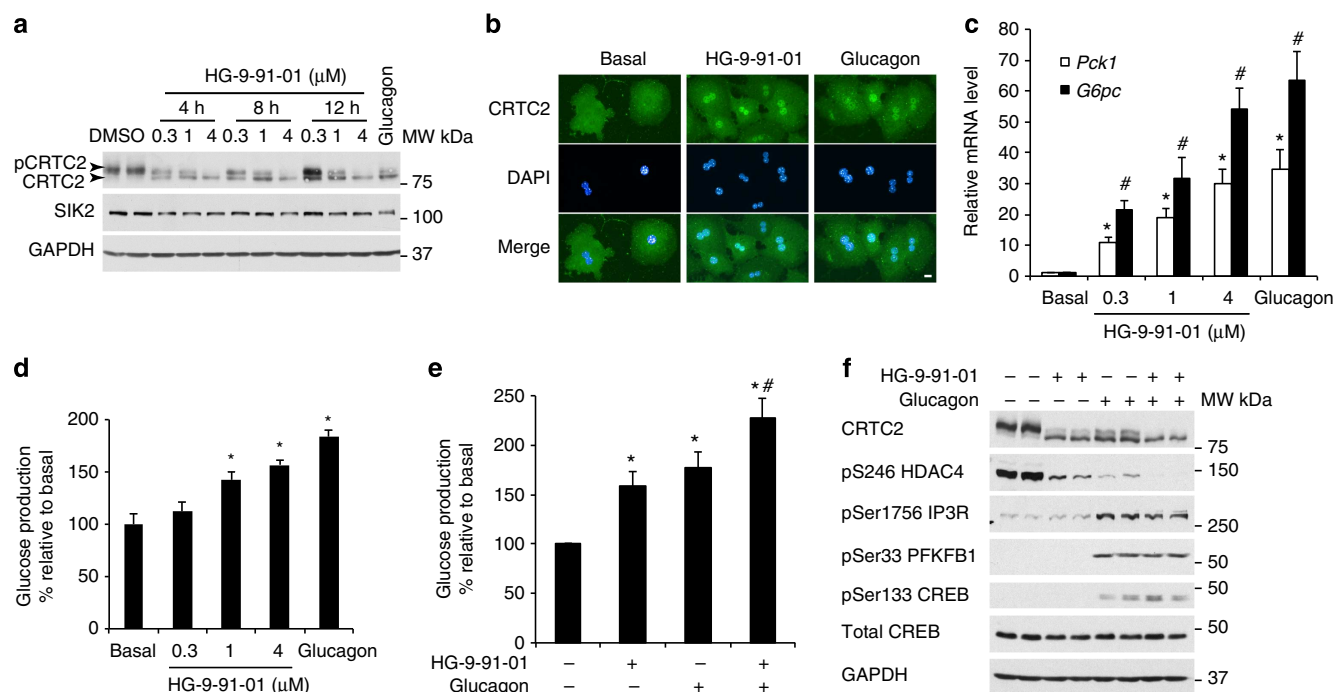 a
HG-9-91-01 (μM)
4 h 8 h 12 h
DMSO 0.3 1 4 0.3 1 4 0.3 1 4 Glucagon MW kDa
pCRTC2
CRTC2
75
SIK2
100
GAPDH
37
b
Basal HG-9-91-01 Glucagon
CRTC2
DAPI
Merge
c
Relative mRNA level
80
70
60
50
40
30
20
10
0
Pck1
G6pc
* # * # * # * #
Basal 0.3 1 4 Glucagon
HG-9-91-01 (μM)
d
Glucose production
% relative to basal
200
150
100
50
0
* * *
Basal 0.3 1 4 Glucagon
HG-9-91-01 (μM)
e
Glucose production
% relative to basal
250
200
150
100
50
0
* * * #
HG-9-91-01 – + – +
Glucagon – – + +
f
HG-9-91-01 – – + + – – + +
Glucagon – – – – + + + + MW kDa
CRTC2
75
pS246 HDAC4
150
pSer1756 IP3R
250
pSer33 PFKFB1
50
pSer133 CREB
50
Total CREB
50
GAPDH
37